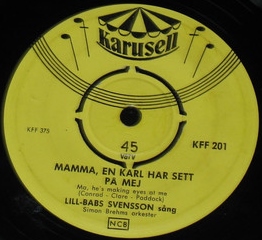 Karusell
KFF 375
45
varv
KFF 201
MAMMA, EN KARL HAR SETT
PÅ MEJ
Ma, he's making eyes at me
(Conrad - Clare - Paddock)
LILL-BABS SVENSSON sång
Simon Brehms orkester
NCB